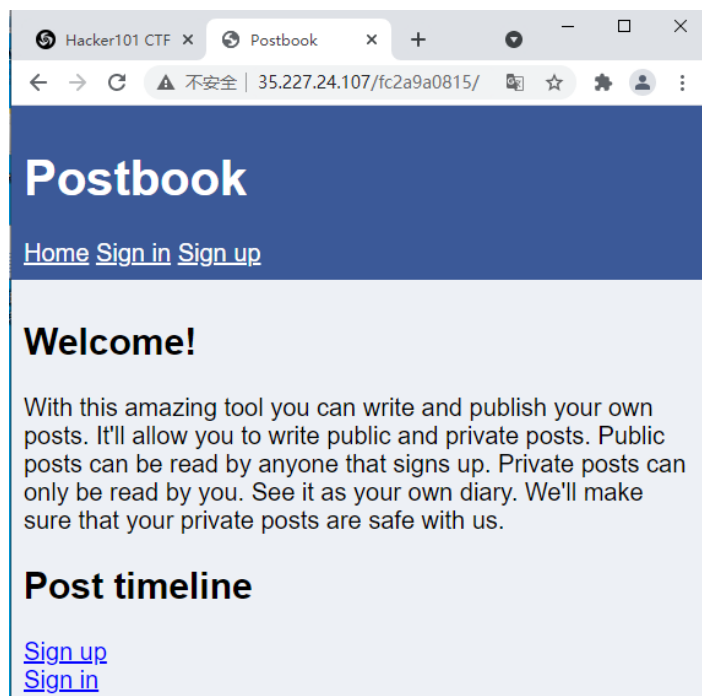 Hacker101 CTF
Postbook
不安全 35.227.24.107/fc2a9a0815/
Postbook
Home Sign in Sign up
Welcome!
With this amazing tool you can write and publish your own
posts. It'll allow you to write public and private posts. Public
posts can be read by anyone that signs up. Private posts can
only be read by you. See it as your own diary. We'll make
sure that your private posts are safe with us.
Post timeline
Sign up
Sign in